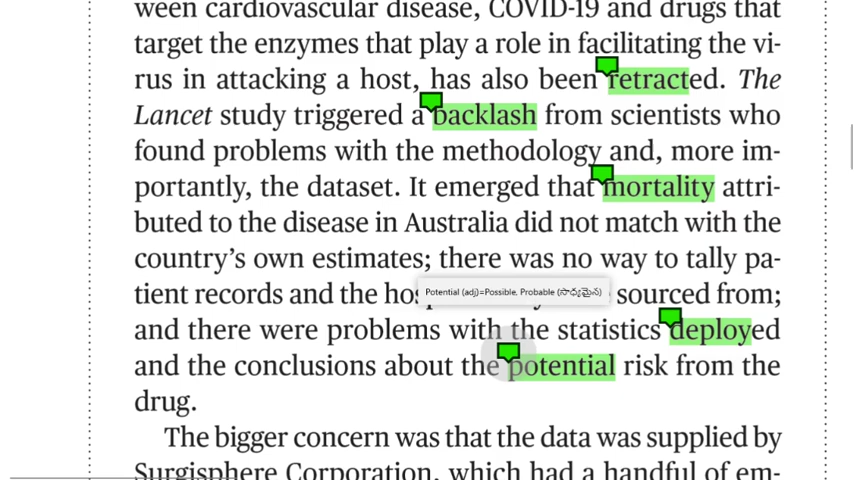 ween cardiovascular disease, COVID-19 and drugs that
target the enzymes that play a role in facilitating the vi-
rus in attacking a host, has also been retracted. The
Lancet study triggered a backlash from scientists who
found problems with the methodology and, more im-
portantly, the dataset. It emerged that mortality attri-
buted to the disease in Australia did not match with the
country's own estimates; there was no way to tally pa-
tient records and the sourced from;
Potential (adj)=Possible, Probable (సాధ్యమైన)
and there were problems with the statistics deployed
and the conclusions about the potential risk from the
drug.
The bigger concern was that the data was supplied by
Surgisphere Corporation, which had a handful of em-